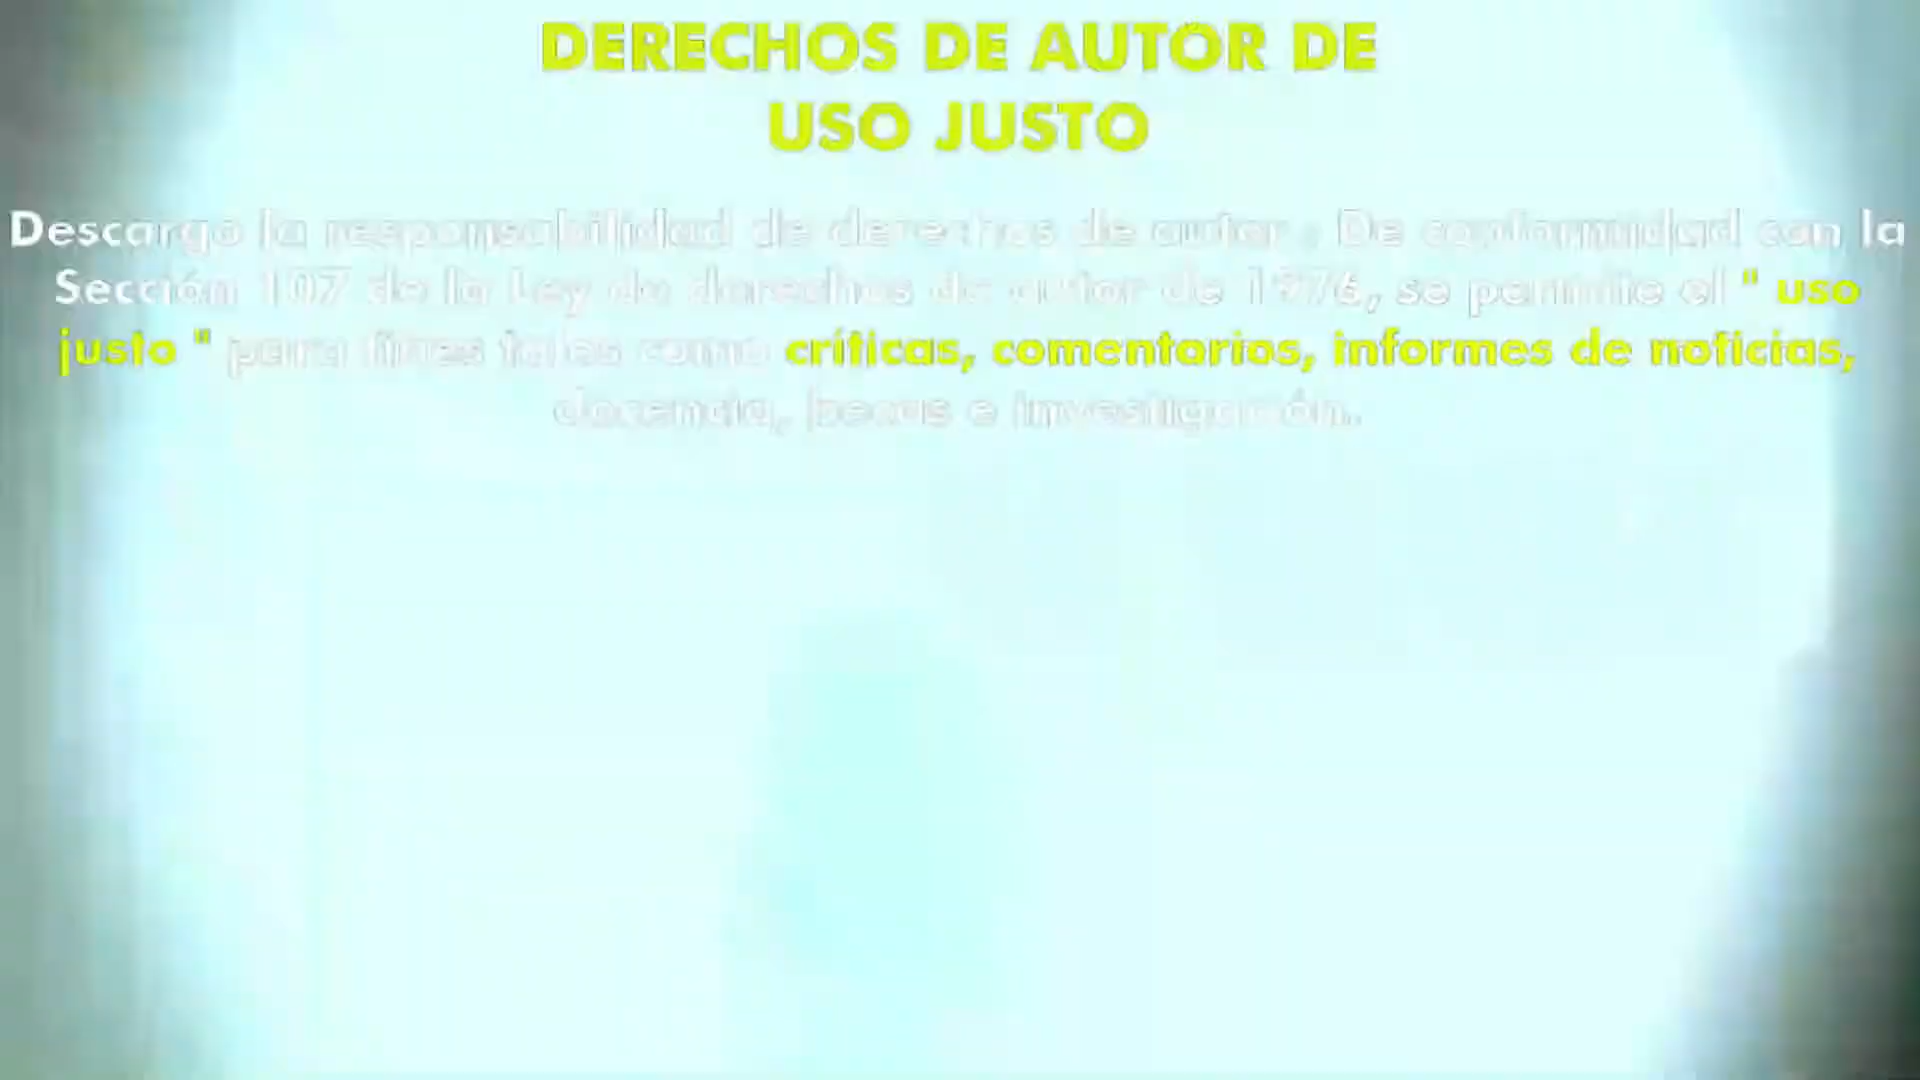 DERECHOS DE AUTOR DE
USO JUSTO
Descargo la responsabilidad de derechos de autor : De conformidad con la
Sección 107 de la Ley de derechos de autor de 1976, se permite el " uso
justo " para fines tales como críticas, comentarios, informes de noticias,
docencia, becas e investigación.